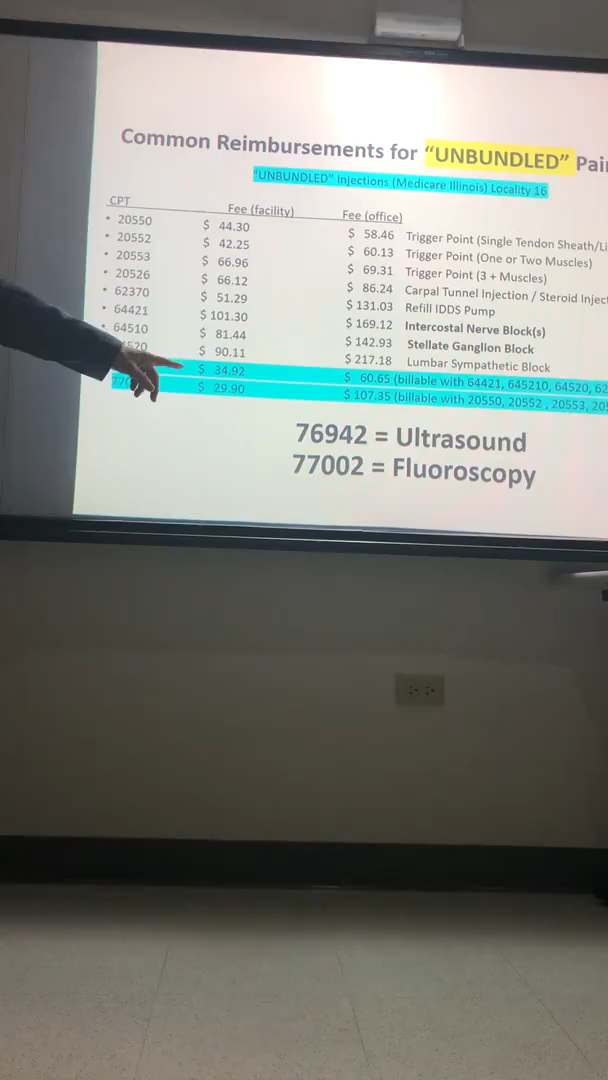 Common Reimbursements for "UNBUNDLED" Pai
"UNBUNDLED" Injections (Medicare Illinois) Locality 16
CPT Fee (facility) Fee (office)
• 20550 $ 44.30 $ 58.46 Trigger Point (Single Tendon Sheath/Li
• 20552 $ 42.25 $ 60.13 Trigger Point (One or Two Muscles)
• 20553 $ 66.96 $ 69.31 Trigger Point (3 + Muscles)
• 20526 $ 66.12 $ 86.24 Carpal Tunnel Injection / Steroid Injec
• 62370 $ 51.29 $ 131.03 Refill IDDS Pump
• 64421 $ 101.30 $ 169.12 Intercostal Nerve Block(s)
• 64510 $ 81.44 $ 142.93 Stellate Ganglion Block
520 $ 90.11 $ 217.18 Lumbar Sympathetic Block
$ 34.92 $ 60.65 (billable with 64421, 645210, 64520, 62
770 $ 29.90 $ 107.35 (billable with 20550, 20552 , 20553, 20
76942 = Ultrasound
77002 = Fluoroscopy